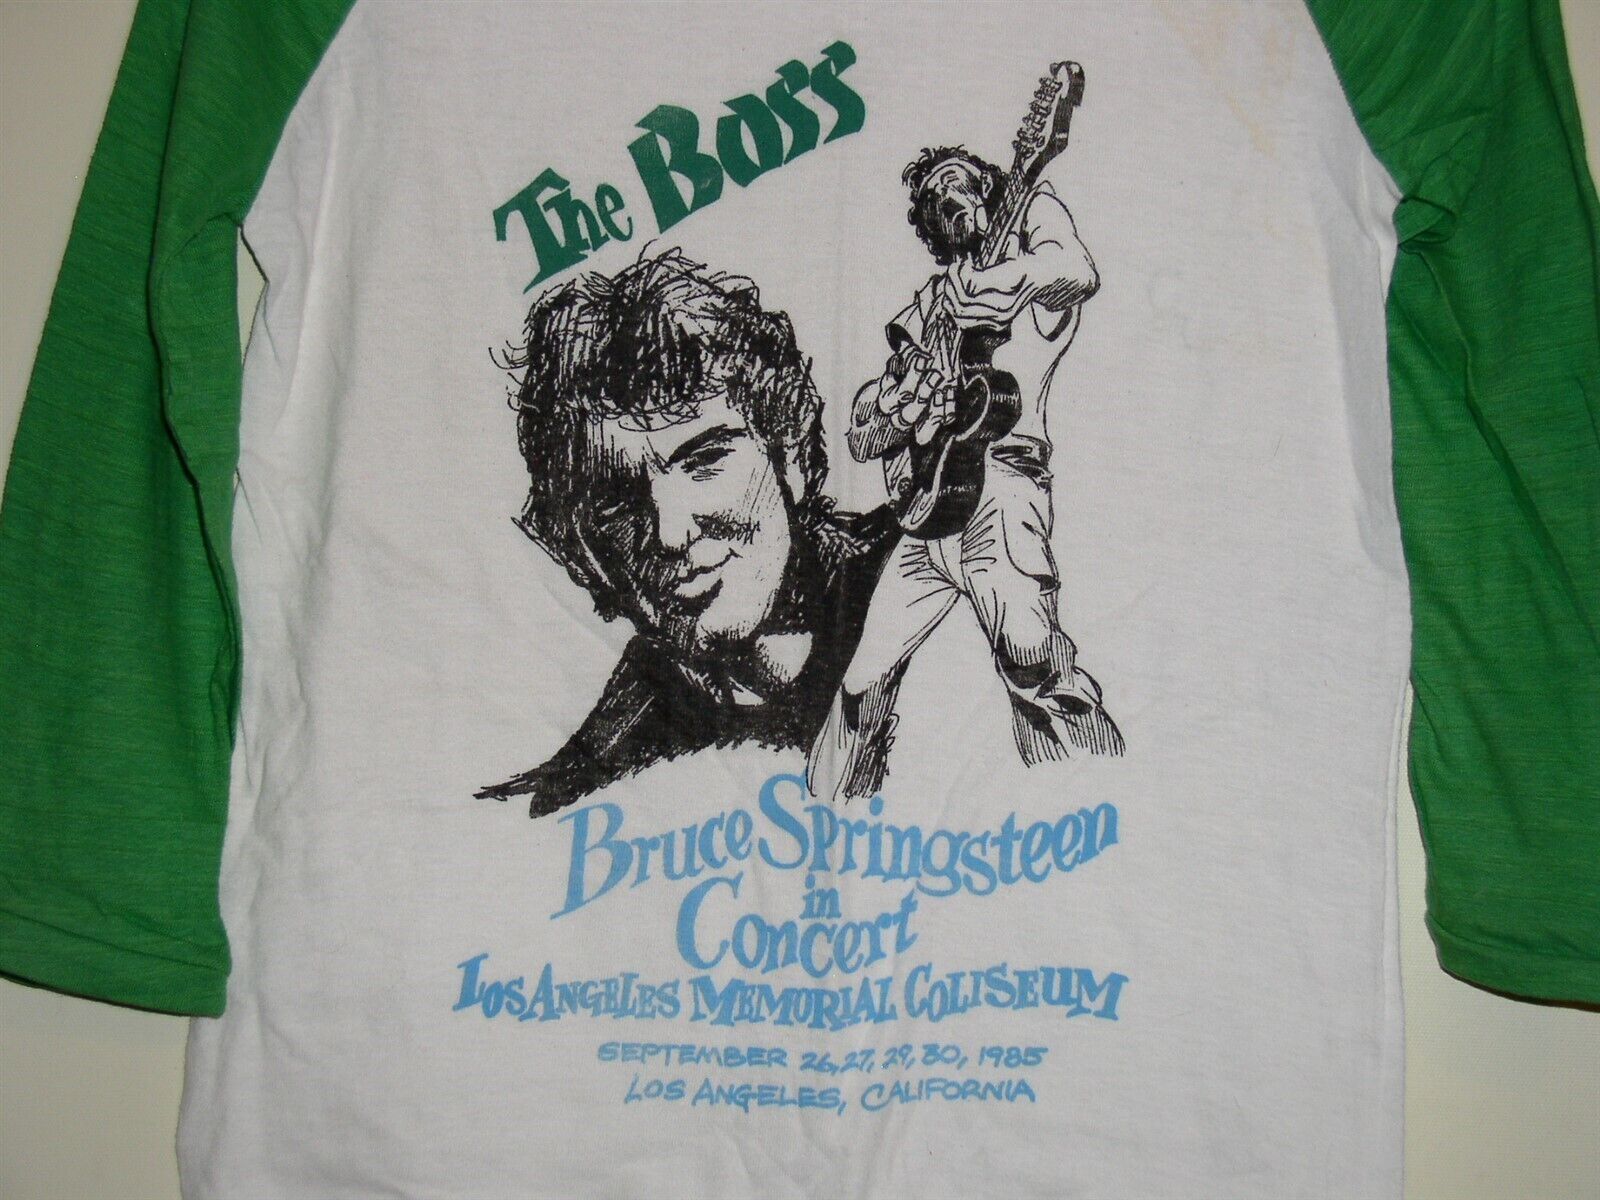 The Boss
Bruce Springsteen
in
Concert
Los Angeles Memorial Coliseum
SEPTEMBER 26,27,29,30, 1985
LOS ANGELES, CALIFORNIA